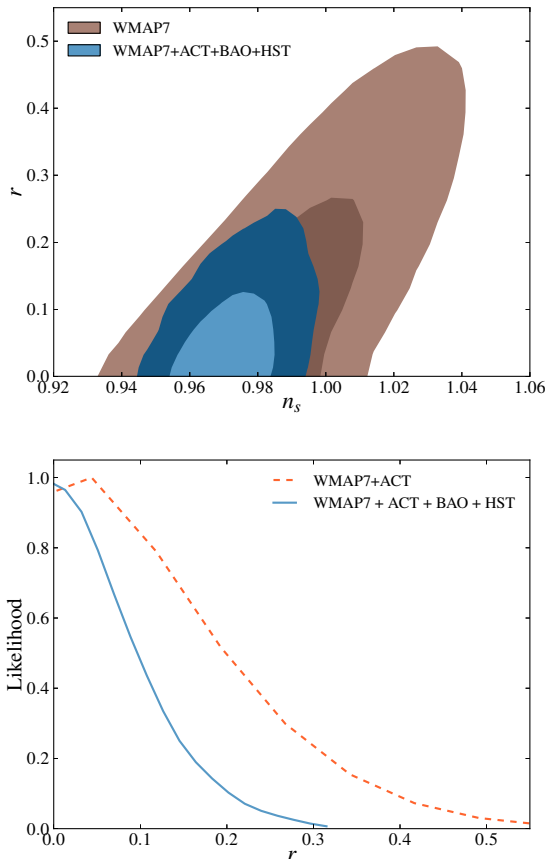 0.5
0.4
0.3
0.2
0.1
0.0
r
WMAP7
WMAP7+ACT+BAO+HST
0.92 0.94 0.96 0.98 1.00 1.02 1.04 1.06
n_s
1.0
0.8
0.6
0.4
0.2
0.0
Likelihood
WMAP7+ACT
WMAP7 + ACT + BAO + HST
0.0 0.1 0.2 0.3 0.4 0.5
r